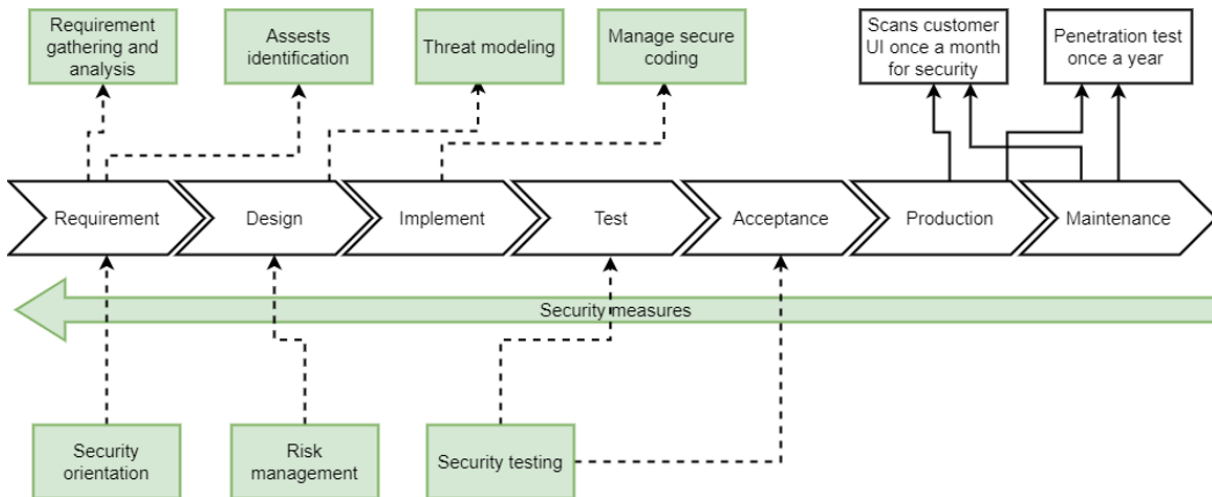 Requirement
gathering and
analysis
Assests
identification
Threat modeling
Manage secure
coding
Scans customer
UI once a month
for security
Penetration test
once a year
Requirement
Design
Implement
Test
Acceptance
Production
Maintenance
Security measures
Security
orientation
Risk
management
Security testing